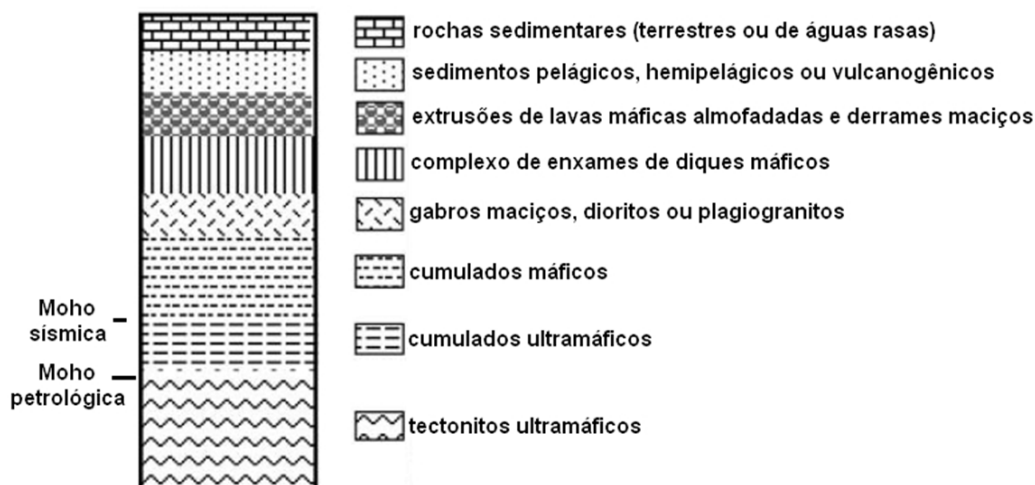 rochas sedimentares (terrestres ou de águas rasas)
sedimentos pelágicos, hemipelágicos ou vulcanogênicos
extrusões de lavas máficas almofadadas e derrames maciços
complexo de enxames de diques máficos
gabros maciços, dioritos ou plagiogranitos
cumulados máficos
Moho
sísmica
cumulados ultramáficos
Moho
petrológica
tectonitos ultramáficos